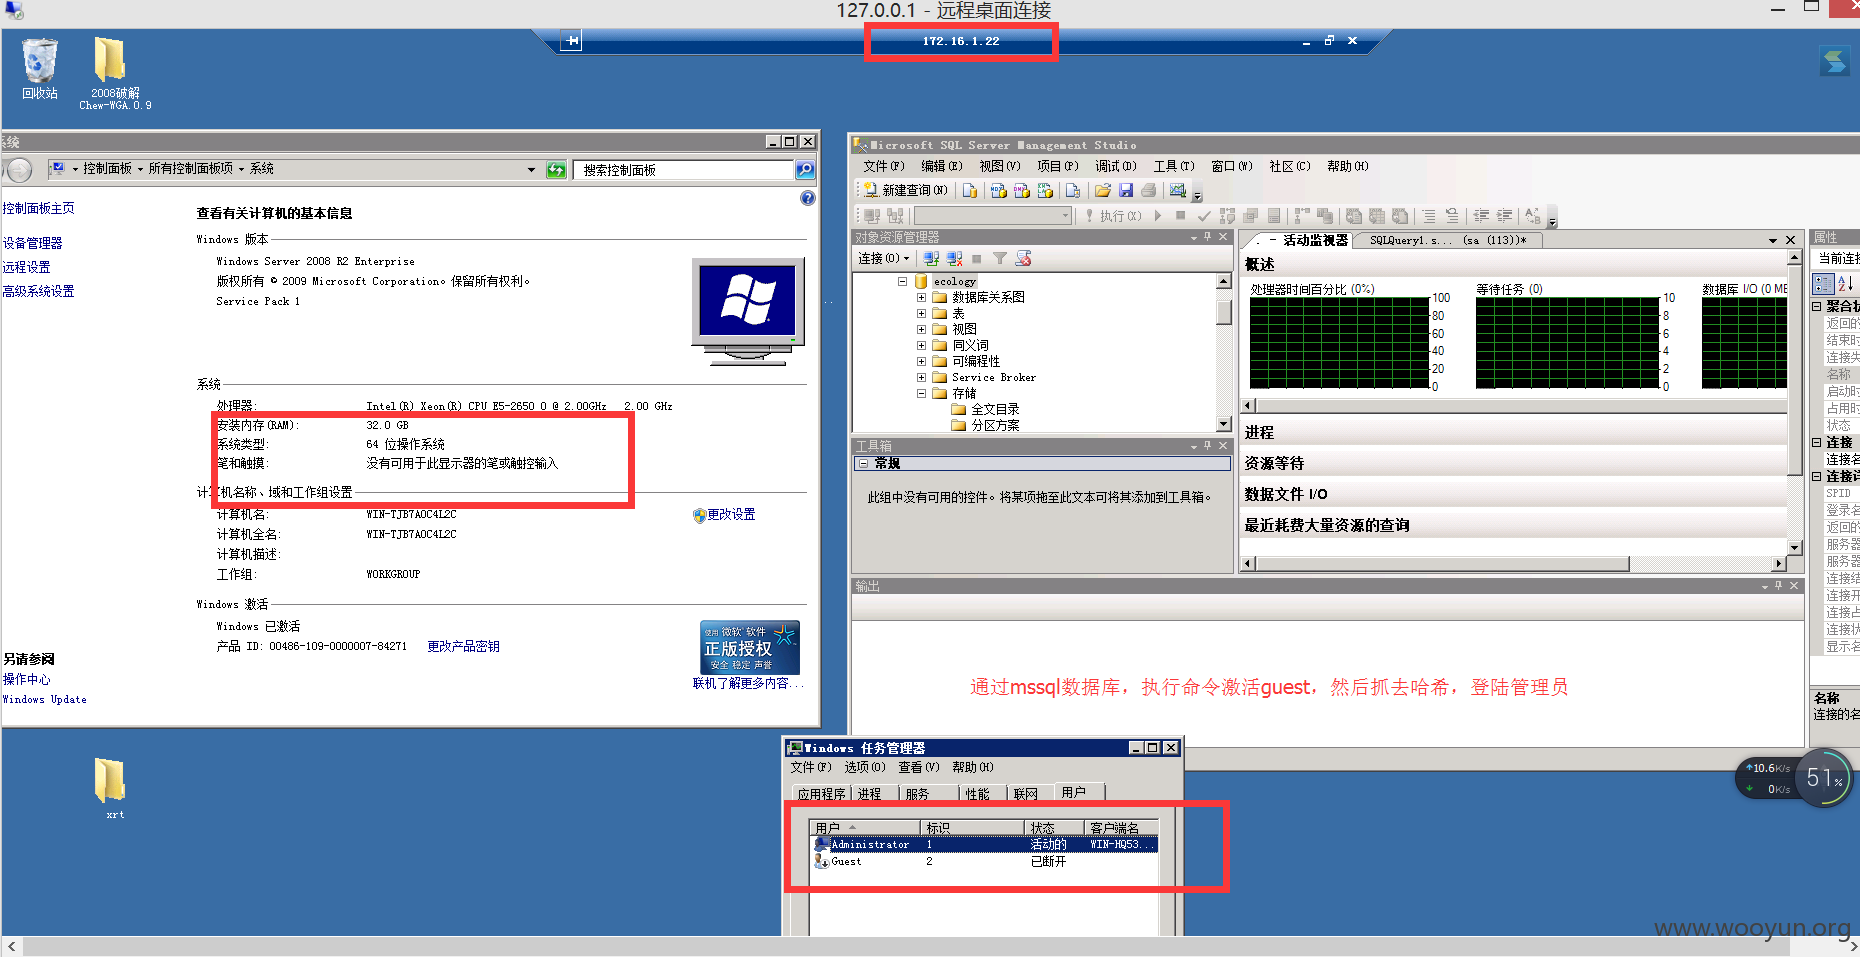 127.0.0.1 - 远程桌面连接
172.16.1.22
回收站
2008破解
Chew-WGA.0.9
系统
控制面板 所有控制面板项 系统
搜索控制面板
控制面板主页
设备管理器
远程设置
高级系统设置
查看有关计算机的基本信息
Windows 版本
Windows Server 2008 R2 Enterprise
版权所有 © 2009 Microsoft Corporation。保留所有权利。
Service Pack 1
系统
处理器: Intel(R) Xeon(R) CPU E5-2650 0 @ 2.00GHz 2.00 GHz
安装内存(RAM): 32.0 GB
系统类型: 64 位操作系统
笔和触摸: 没有可用于此显示器的笔或触控输入
计算机名称、域和工作组设置
计算机名: WIN-TJB7AOC4L2C
更改设置
计算机全名: WIN-TJB7AOC4L2C
计算机描述:
工作组: WORKGROUP
Windows 激活
Windows 已激活
产品 ID: 00486-109-0000007-84271 更改产品密钥
使用 微软 软件
正版授权
安全 稳定 声誉
联机了解更多内容...
另请参阅
操作中心
Windows Update
xrt
Microsoft SQL Server Management Studio
文件(F) 编辑(E) 视图(V) 项目(P) 调试(D) 工具(T) 窗口(W) 社区(C) 帮助(H)
新建查询(N)
执行(X)
对象资源管理器
连接(O)
ecology
数据库关系图
表
视图
同义词
可编程性
Service Broker
存储
全文目录
分区方案
工具箱
常规
此组中没有可用的控件。将某项拖至此文本可将其添加到工具箱。
. - 活动监视器
SQLQuery1.s... (sa (113))*
概述
处理器时间百分比 (0%)
100
80
60
40
20
0
等待任务 (0)
10
8
6
4
2
0
数据库 I/O (0 MB
进程
资源等待
数据文件 I/O
最近耗费大量资源的查询
属性
当前连接
聚合状
返回的
结束时
连接失
名称
启动时
占用时
状态
连接
连接名
连接详
SPID
登录名
返回的
服务器
服务器
连接结
连接开
连接占
连接状
显示名
名称
连接的名
输出
通过mssql数据库，执行命令激活guest，然后抓去哈希，登陆管理员
Windows 任务管理器
文件(F) 选项(O) 查看(V) 帮助(H)
应用程序 进程 服务 性能 联网 用户
用户 标识 状态 客户端名
Administrator 1 活动的 WIN-HQ53...
Guest 2 已断开
10.6K/s
0K/s
51%
www.wooyun.org